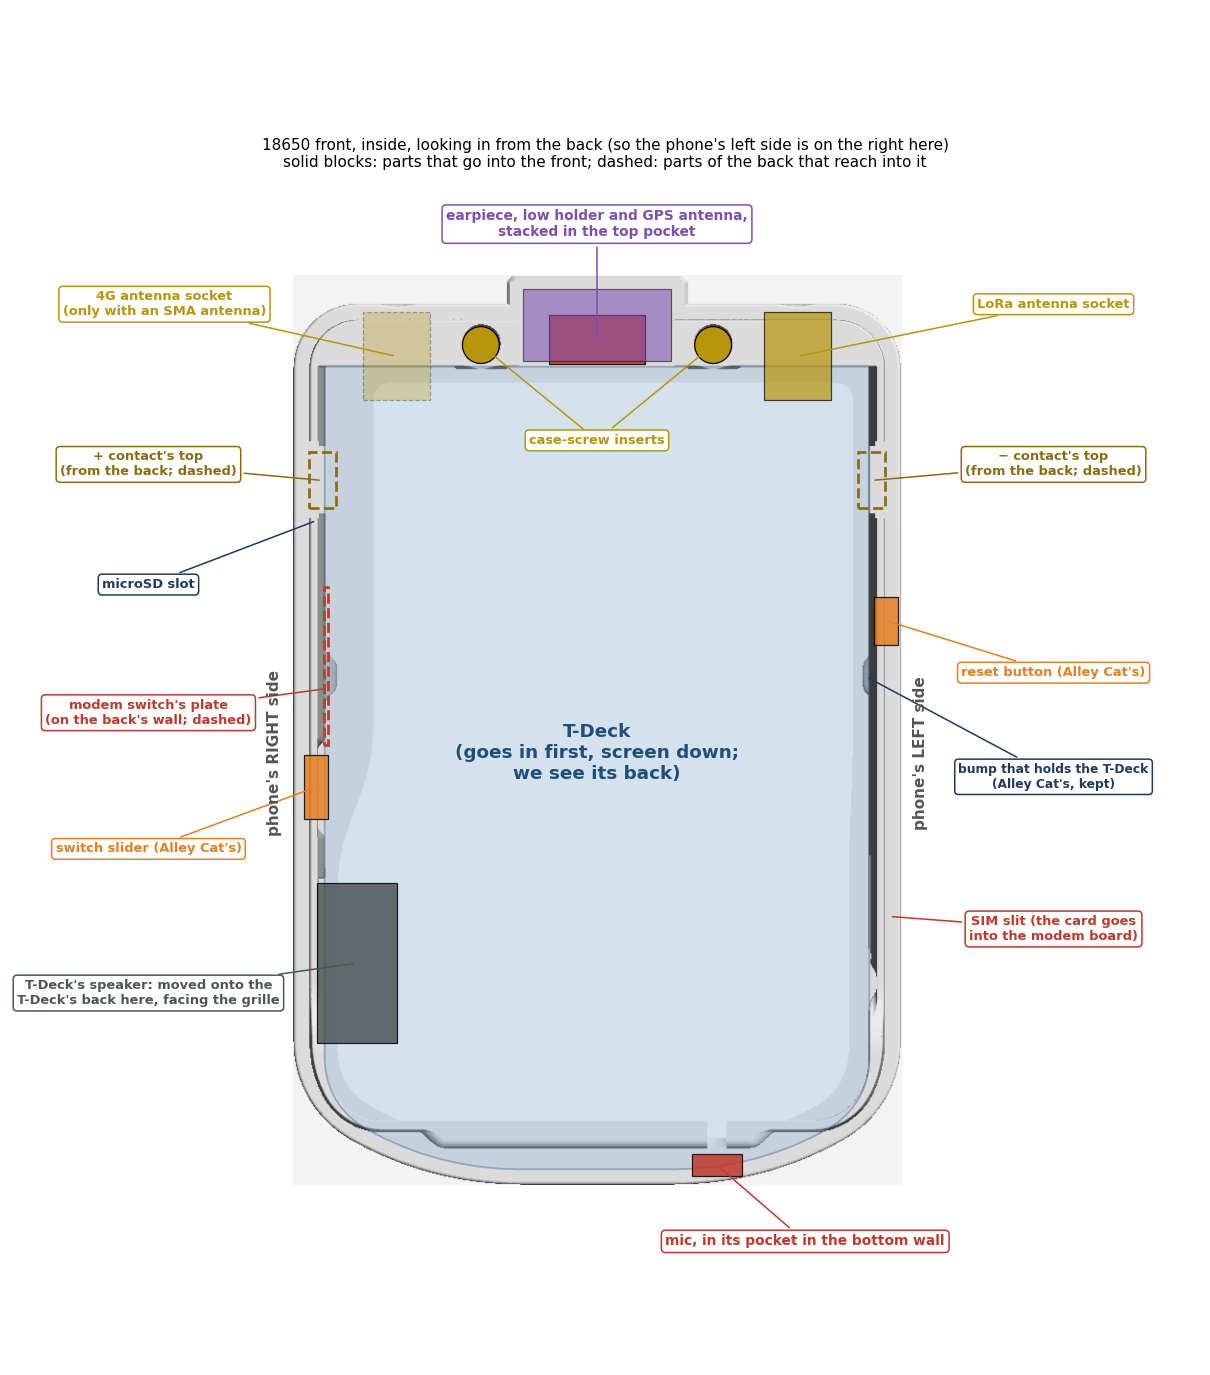 18650 front, inside, looking in from the back (so the phone's left side is on the right here)
solid blocks: parts that go into the front; dashed: parts of the back that reach into it
earpiece, low holder and GPS antenna,
stacked in the top pocket
4G antenna socket
(only with an SMA antenna)
LoRa antenna socket
case-screw inserts
+ contact's top
(from the back; dashed)
− contact's top
(from the back; dashed)
microSD slot
reset button (Alley Cat's)
modem switch's plate
(on the back's wall; dashed)
phone's RIGHT side
phone's LEFT side
T-Deck
(goes in first, screen down;
we see its back)
bump that holds the T-Deck
(Alley Cat's, kept)
switch slider (Alley Cat's)
SIM slit (the card goes
into the modem board)
T-Deck's speaker: moved onto the
T-Deck's back here, facing the grille
mic, in its pocket in the bottom wall